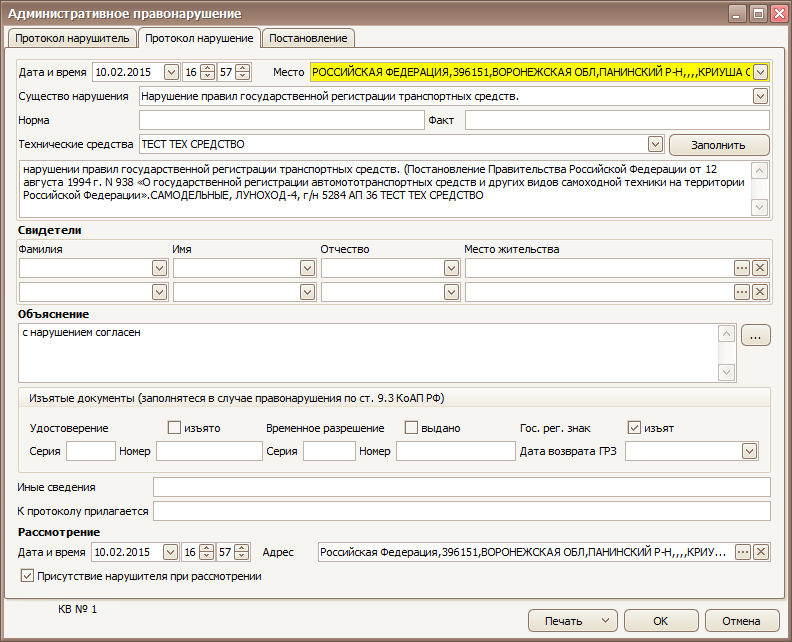 Административное правонарушение
Протокол нарушитель Протокол нарушение Постановление
Дата и время 10.02.2015 16 57 Место РОССИЙСКАЯ ФЕДЕРАЦИЯ,396151,ВОРОНЕЖСКАЯ ОБЛ,ПАНИНСКИЙ Р-Н,,,,КРИУША С
Существо нарушения Нарушение правил государственной регистрации транспортных средств.
Норма Факт
Технические средства ТЕСТ ТЕХ СРЕДСТВО Заполнить
нарушении правил государственной регистрации транспортных средств. (Постановление Правительства Российской Федерации от 12
августа 1994 г. N 938 «О государственной регистрации автомототранспортных средств и других видов самоходной техники на территории
Российской Федерации».САМОДЕЛЬНЫЕ, ЛУНОХОД-4, г/н 5284 АП 36 ТЕСТ ТЕХ СРЕДСТВО
Свидетели
Фамилия Имя Отчество Место жительства
Объяснение
с нарушением согласен
...
Изъятые документы (заполнятеся в случае правонарушения по ст. 9.3 КоАП РФ)
Удостоверение изъято Временное разрешение выдано Гос. рег. знак изъят
Серия Номер Серия Номер Дата возврата ГРЗ
Иные сведения
К протоколу прилагается
Рассмотрение
Дата и время 10.02.2015 16 57 Адрес Российская Федерация,396151,ВОРОНЕЖСКАЯ ОБЛ,ПАНИНСКИЙ Р-Н,,,,КРИУ...
Присутствие нарушителя при рассмотрении
КВ № 1
Печать ОК Отмена